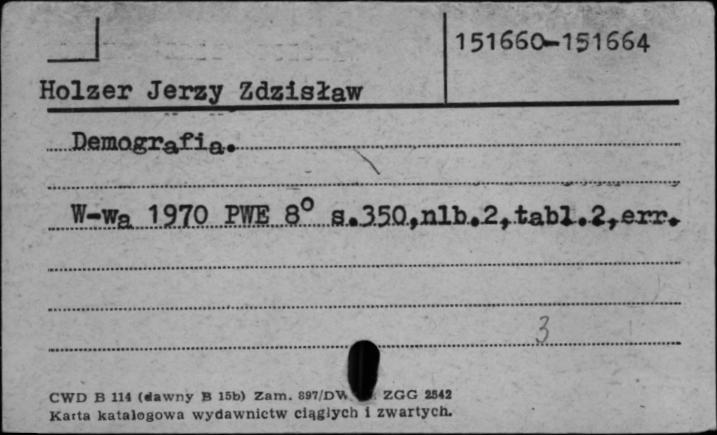 151660-151664
Holzer Jerzy Zdzisław
Demografia.
W-wa 1970 PWE 8° s.350,nlb.2,tabl.2,err.
3
CWD B 114 (dawny B 15b) Zam. 897/DW ZGG 2542
Karta katalogowa wydawnictw ciągłych i zwartych.